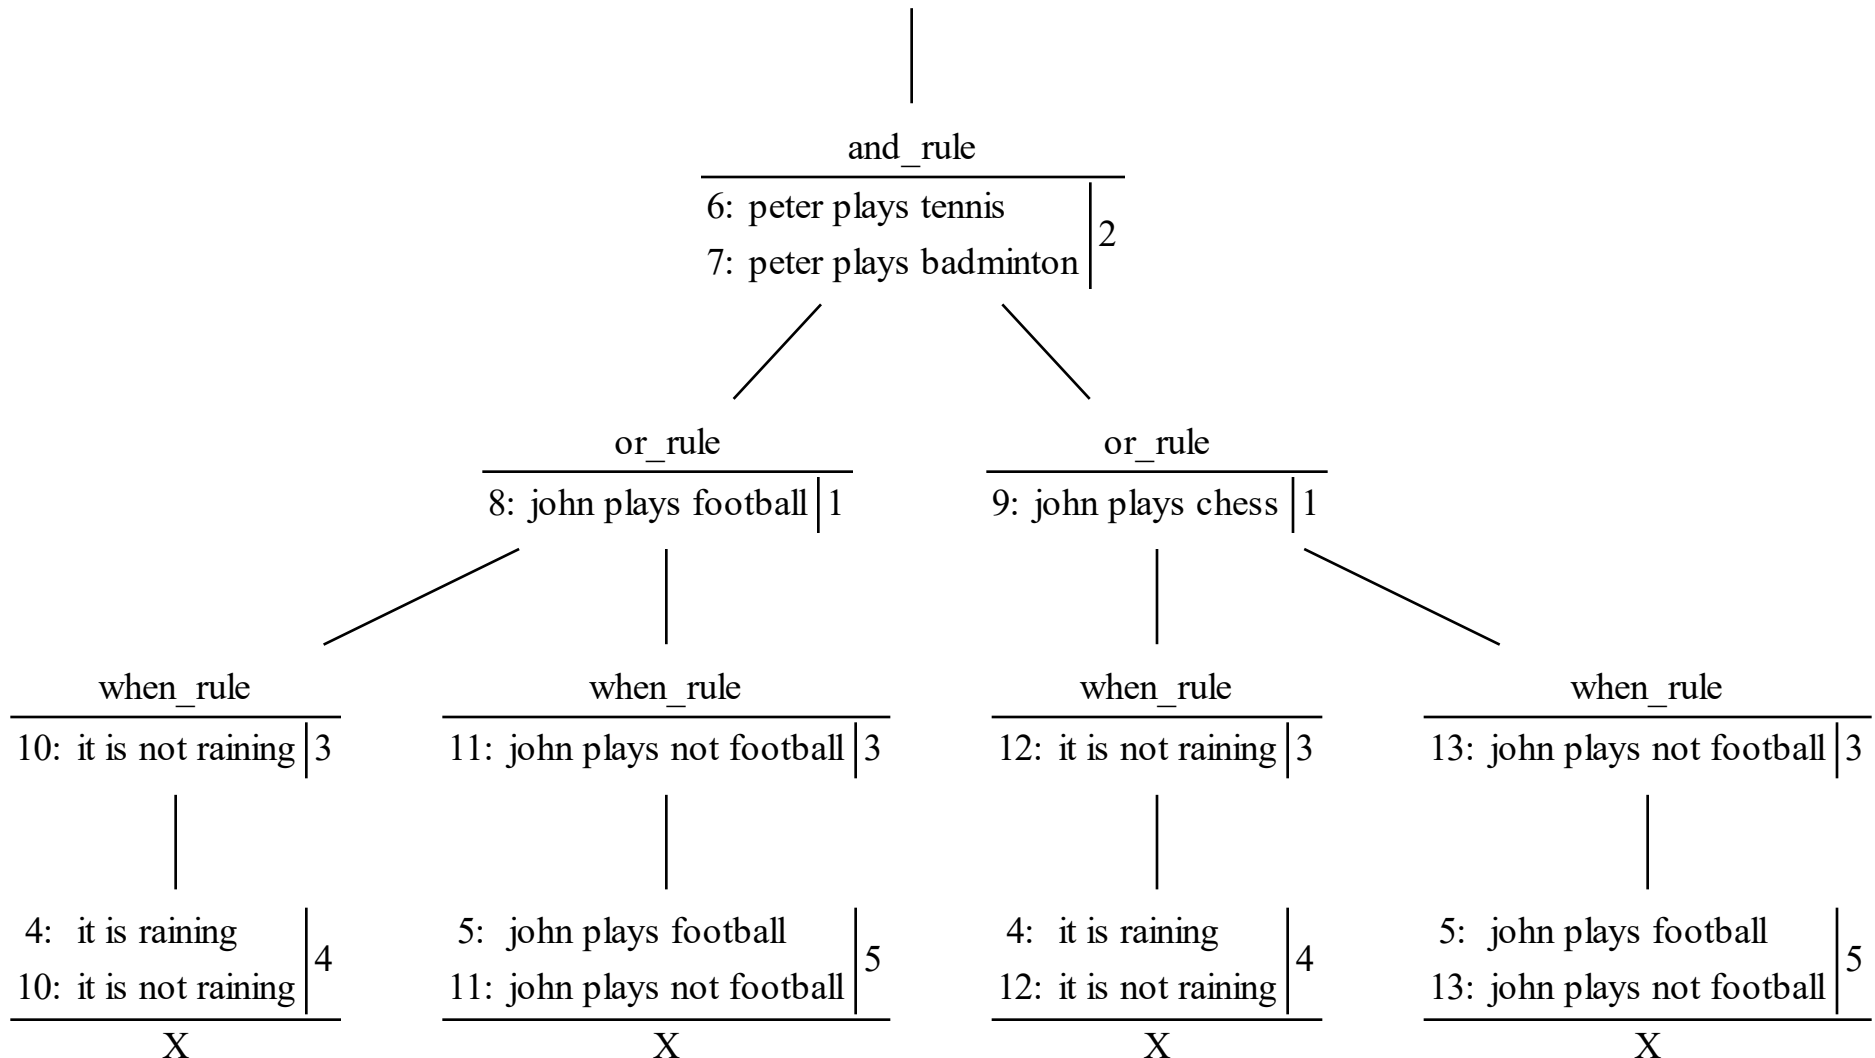 and_rule
6: peter plays tennis
7: peter plays badminton
2
or_rule
8: john plays football
1
or_rule
9: john plays chess
1
when_rule
10: it is not raining
3
when_rule
11: john plays not football
3
when_rule
12: it is not raining
3
when_rule
13: john plays not football
3
4: it is raining
10: it is not raining
4
X
5: john plays football
11: john plays not football
5
X
4: it is raining
12: it is not raining
4
X
5: john plays football
13: john plays not football
5
X